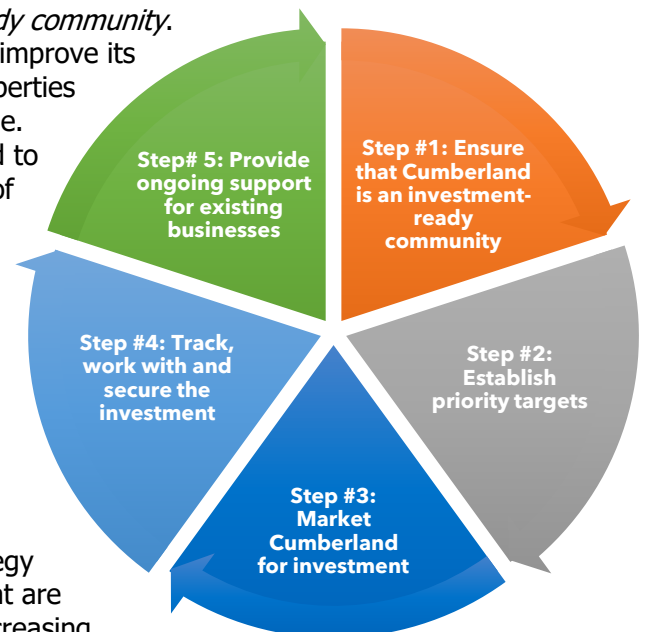 dy community.
improve its
perties
e.
d to
of
Step #1: Ensure
that Cumberland
is an investment-
ready
community
Step #2:
Establish
priority targets
Step #3:
Market
Cumberland
for investment
Step #4: Track,
work with and
secure the
investment
Step# 5: Provide
ongoing support
for existing
businesses
egy
t are
creasing